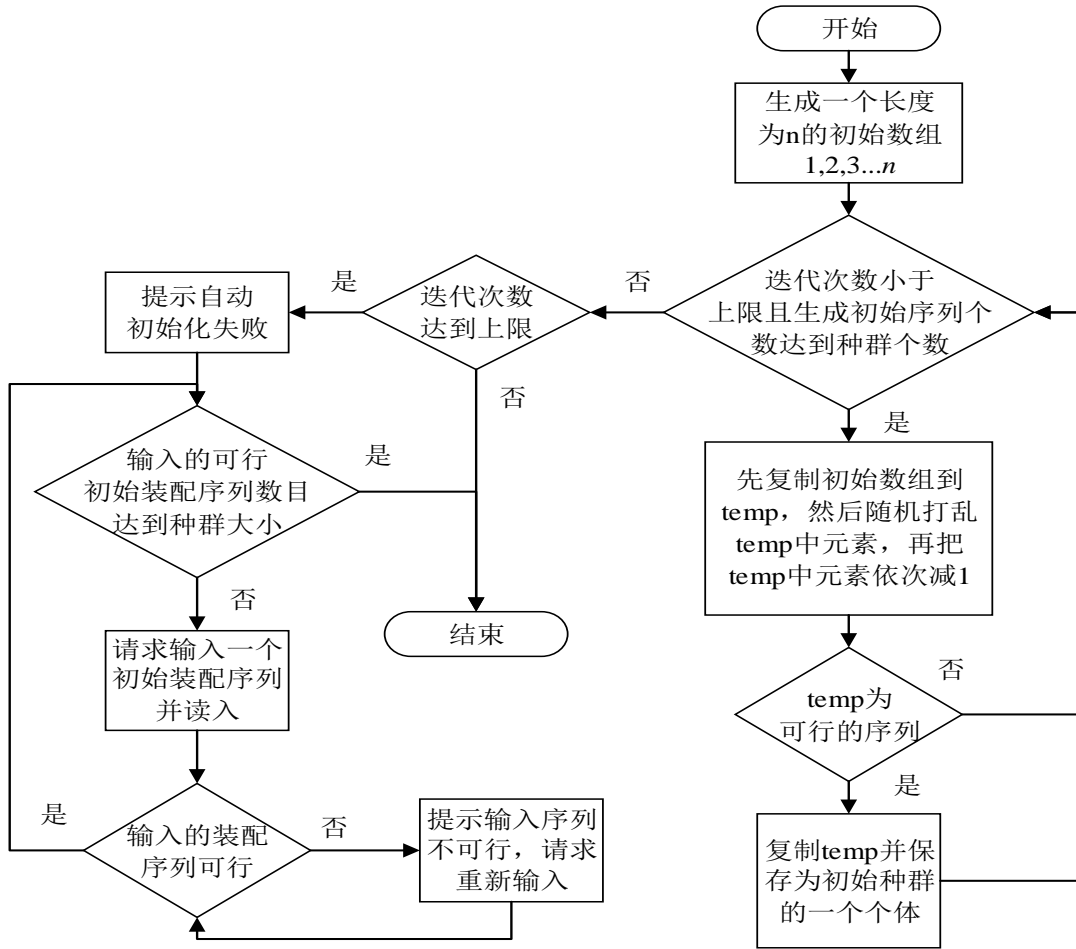 开始
生成一个长度
为n的初始数组
1,2,3...n
迭代次数小于
上限且生成初始序列个
数达到种群个数
否
是
迭代次数
达到上限
是
否
提示自动
初始化失败
输入的可行
初始装配序列数目
达到种群大小
是
否
先复制初始数组到
temp，然后随机打乱
temp中元素，再把
temp中元素依次减1
结束
请求输入一个
初始装配序列
并读入
temp为
可行的序列
否
是
输入的装配
序列可行
是
否
提示输入序列
不可行，请求
重新输入
复制temp并保
存为初始种群
的一个个体